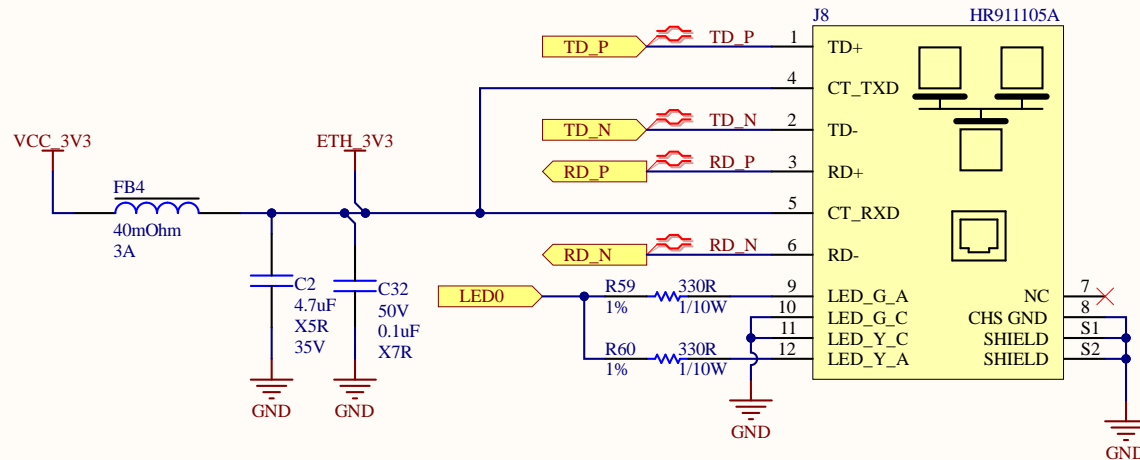 J8
HR911105A
TD_P
TD_P
1
TD+
4
CT_TXD
TD_N
TD_N
2
TD-
VCC_3V3
ETH_3V3
RD_P
RD_P
3
RD+
FB4
40mOhm
3A
5
CT_RXD
RD_N
RD_N
6
RD-
C2
4.7uF
X5R
35V
C32
50V
0.1uF
X7R
LED0
R59
330R
1%
1/10W
9
LED_G_A
10
LED_G_C
11
LED_Y_C
R60
330R
1%
1/10W
12
LED_Y_A
7
NC
8
CHS GND
S1
SHIELD
S2
SHIELD
GND
GND
GND
GND